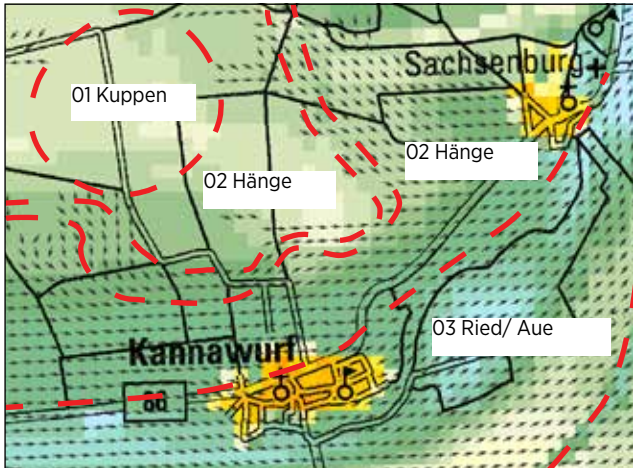 Sachsenburg
01 Kuppen
02 Hänge
02 Hänge
03 Ried/ Aue
Kannawurf
86